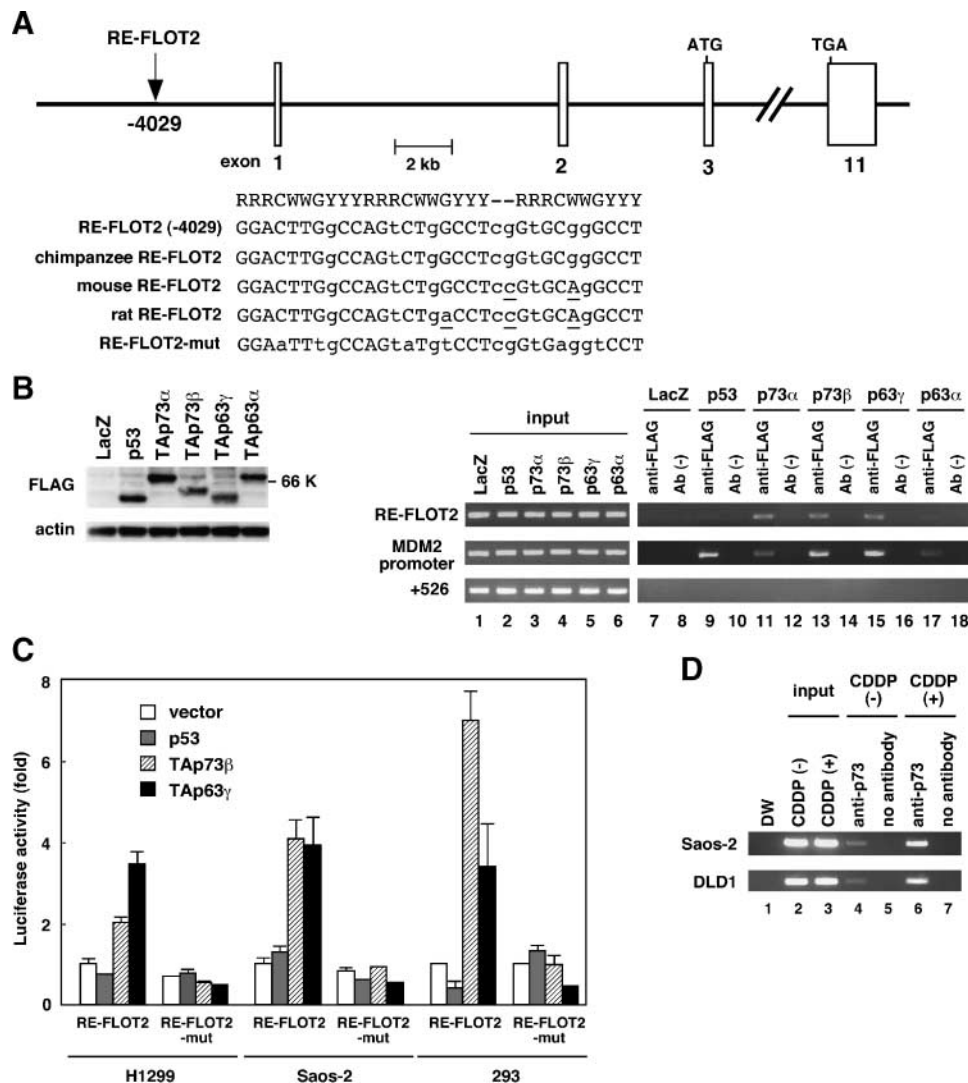 A
RE-FLOT2
ATG
TGA
-4029
exon 1
2 kb
2
3
11
RRRCWWGYYYRRRCWWGYYY--RRRCWWGYYY
RE-FLOT2 (-4029) GGACTTGgCCAGtCTgGCCTcgGtGCggGCCT
chimpanzee RE-FLOT2 GGACTTGgCCAGtCTgGCCTcgGtGCggGCCT
mouse RE-FLOT2 GGACTTGgCCAGtCTgGCCTccGtGCAgGCCT
rat RE-FLOT2 GGACTTGgCCAGtCTgaCCTccGtGCAgGCCT
RE-FLOT2-mut GGAaTTtgCCAGtaTgtCCTcgGtGaggtCCT
B
LacZ
p53
TAp73α
TAp73β
TAp63γ
TAp63α
FLAG
66 K
actin
input
LacZ
p53
p73α
p73β
p63γ
p63α
LacZ p53 p73α p73β p63γ p63α
anti-FLAG
Ab (-)
anti-FLAG
Ab (-)
anti-FLAG
Ab (-)
anti-FLAG
Ab (-)
anti-FLAG
Ab (-)
anti-FLAG
Ab (-)
RE-FLOT2
MDM2
promoter
+526
1 2 3 4 5 6 7 8 9 10 11 12 13 14 15 16 17 18
C
Luciferase activity (fold)
8
6
4
2
0
vector
p53
TAp73β
TAp63γ
RE-FLOT2 RE-FLOT2 RE-FLOT2 RE-FLOT2 RE-FLOT2 RE-FLOT2
-mut -mut -mut
H1299 Saos-2 293
D
input CDDP CDDP
(-) (+)
DW
CDDP (-)
CDDP (+)
anti-p73
no antibody
anti-p73
no antibody
Saos-2
DLD1
1 2 3 4 5 6 7